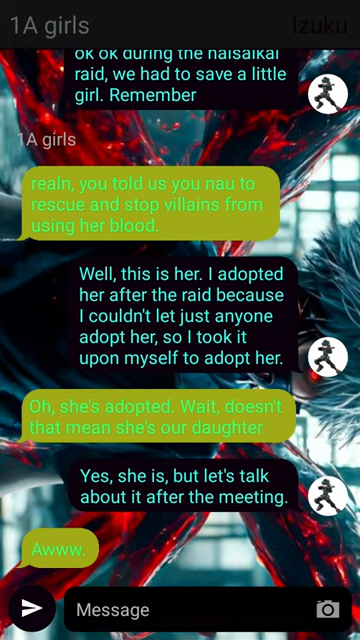 1A girls
Izuku
ok ok during the haisaikai
raid, we had to save a little
girl. Remember
1A girls
realn, you told us you nau to
rescue and stop villains from
using her blood.
Well, this is her. I adopted
her after the raid because
I couldn't let just anyone
adopt her, so I took it
upon myself to adopt her.
Oh, she's adopted. Wait, doesn't
that mean she's our daughter
Yes, she is, but let's talk
about it after the meeting.
Awww.
Message